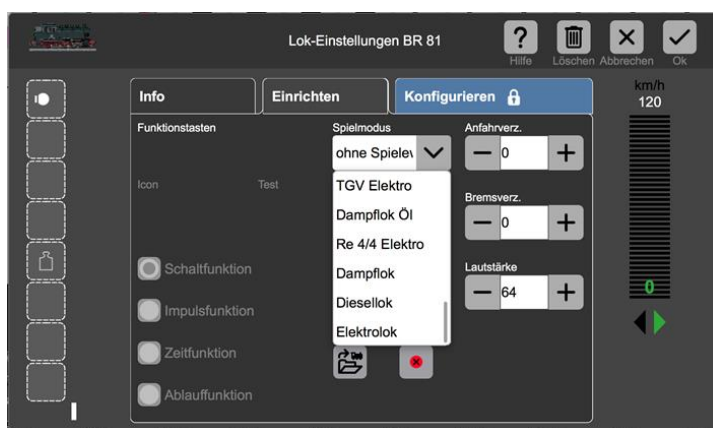 Lok-Einstellungen BR 81
?
Hilfe
Löschen
Abbrechen
Ok
Info
Einrichten
Konfigurieren
km/h
120
Funktionstasten
Spielmodus
Anfahrverz.
ohne Spielev
0
Icon
Test
TGV Elektro
Dampflok Öl
Re 4/4 Elektro
Dampflok
Diesellok
Elektrolok
Bremsverz.
0
Lautstärke
64
Schaltfunktion
Impulsfunktion
Zeitfunktion
Ablauffunktion
0